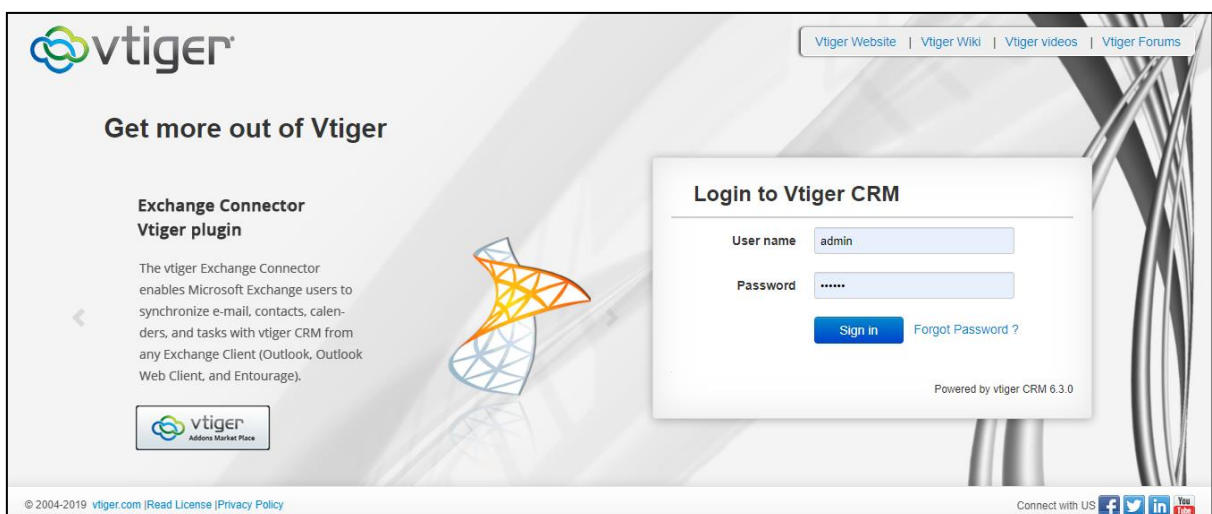 vtiger
Vtiger Website | Vtiger Wiki | Vtiger videos | Vtiger Forums
Get more out of Vtiger
Exchange Connector
Vtiger plugin
The vtiger Exchange Connector
enables Microsoft Exchange users to
synchronize e-mail, contacts, calen-
ders, and tasks with vtiger CRM from
any Exchange Client (Outlook, Outlook
Web Client, and Entourage).
vtiger
Addons Market Place
Login to Vtiger CRM
User name admin
Password ••••••
Sign in Forgot Password ?
Powered by vtiger CRM 6.3.0
© 2004-2019 vtiger.com |Read License |Privacy Policy
Connect with US f in You Tube